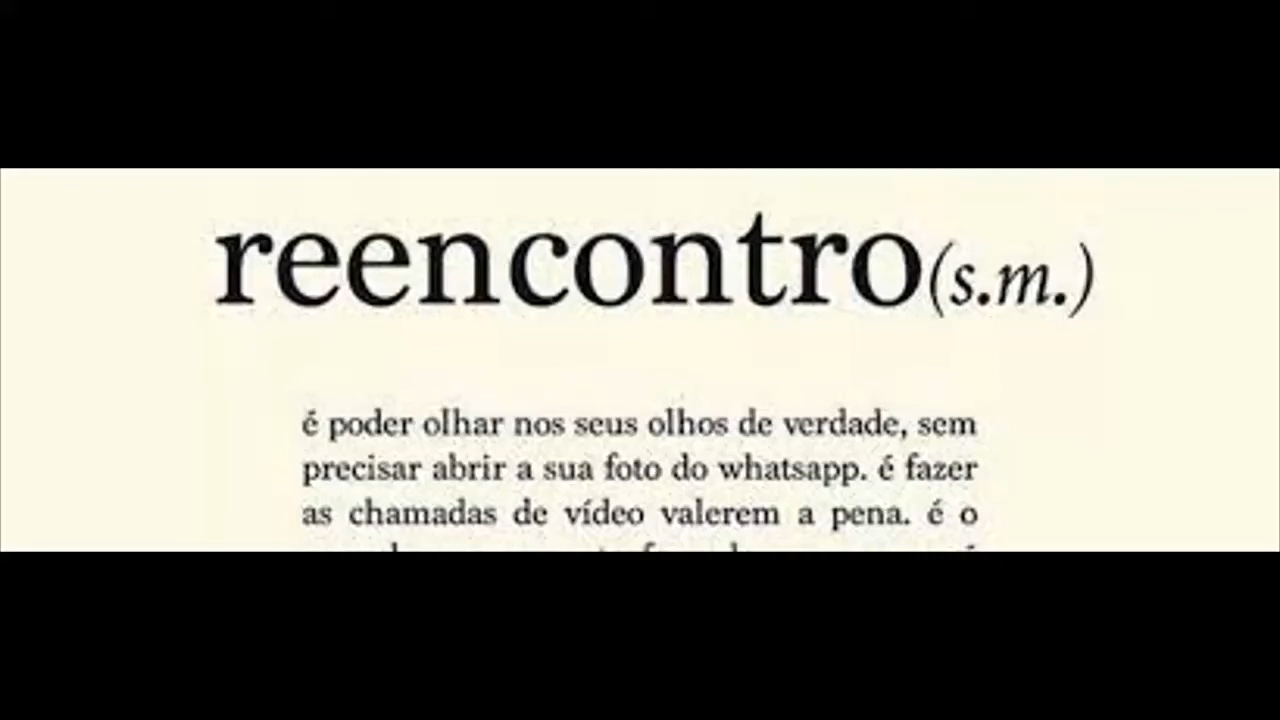 reencontro(s.m.)
é poder olhar nos seus olhos de verdade, sem
precisar abrir a sua foto do whatsapp. é fazer
as chamadas de vídeo valerem a pena. é o